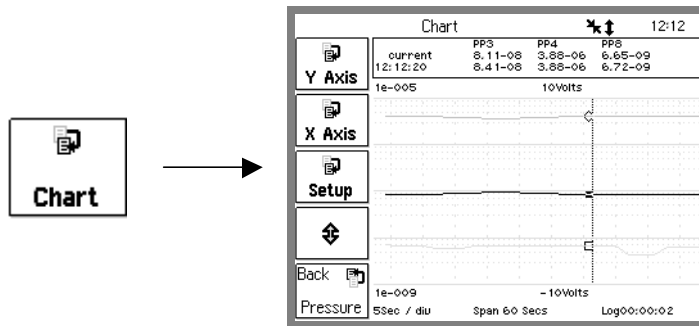 Chart
Chart 12:12
Y Axis
X Axis
Setup
Back
Pressure
PP3 PP4 PP8
current 8.11-08 3.88-06 6.65-09
12:12:20 8.41-08 3.88-06 6.72-09
1e-005 10Volts
1e-009 -10Volts
5Sec / div Span 60 Secs Log00:00:02